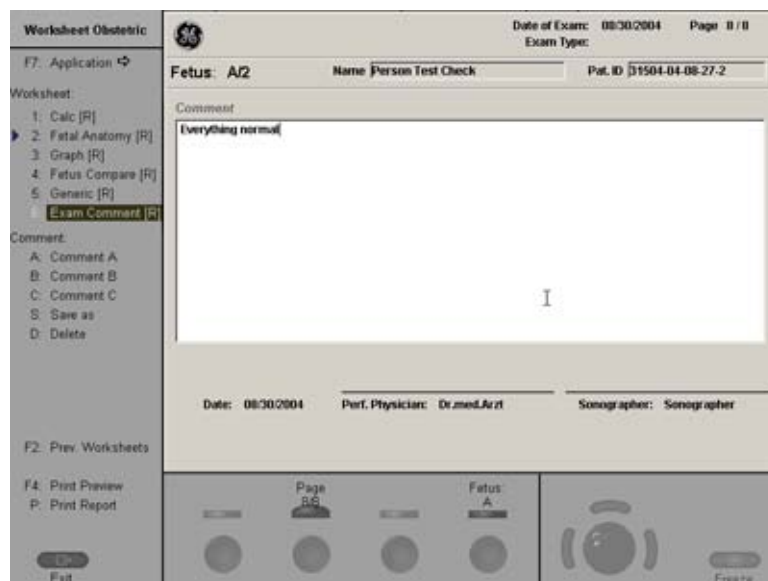 Worksheet Obstetric
F7: Application
Worksheet:
1: Calc [R]
2: Fetal Anatomy [R]
3: Graph [R]
4: Fetus Compare [R]
5: Generic [R]
Exam Comment [R]
Comment:
A: Comment A
B: Comment B
C: Comment C
S: Save as
D: Delete
F2: Prev. Worksheets
F4: Print Preview
P: Print Report
Exit
Date of Exam: 08/30/2004 Page 8/8
Exam Type:
Fetus: A/2 Name Person Test Check Pat. ID 31504-04-08-27-2
Comment
Everything normal
Date: 08/30/2004 Perf. Physician: Dr.med.Arzt Sonographer: Sonographer
Page
8/8
Fetus:
A
Freeze